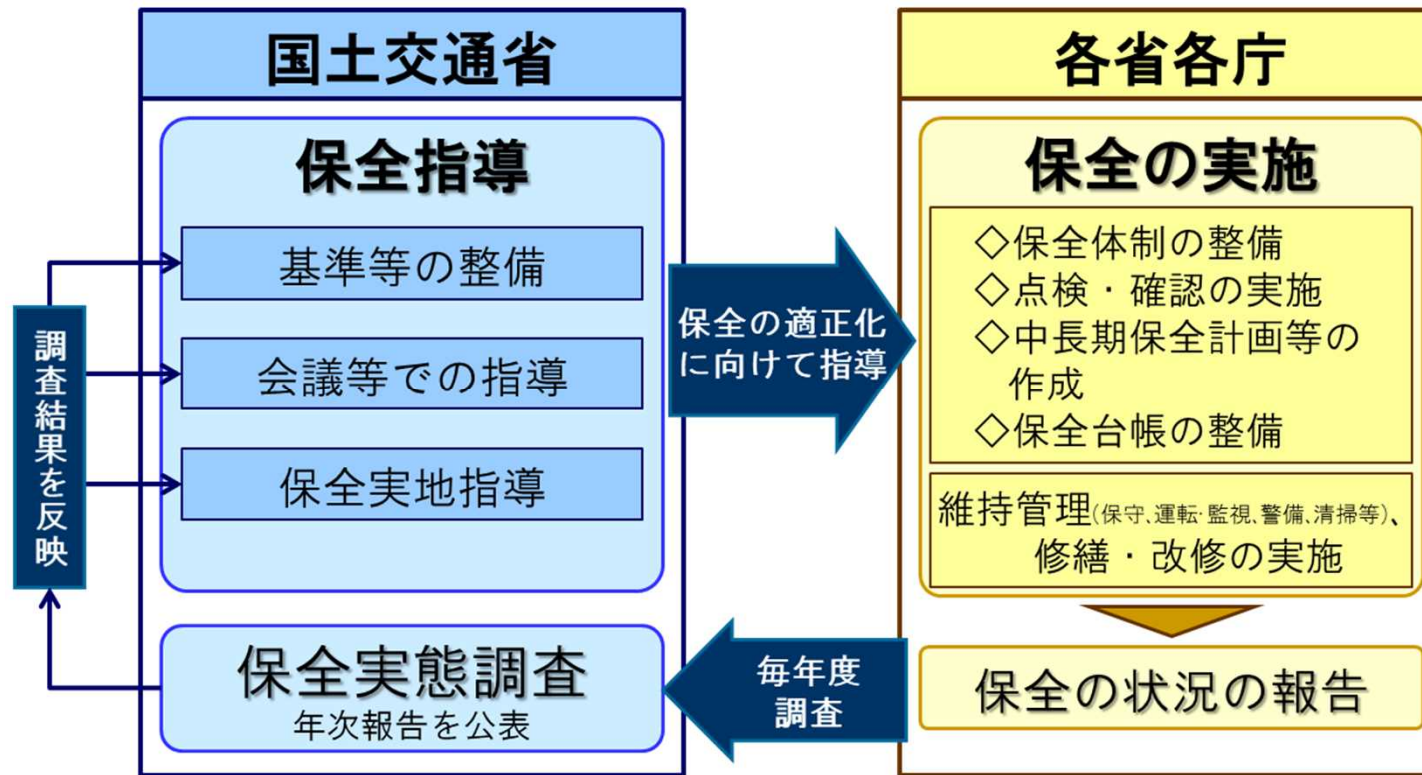 国土交通省
保全指導
基準等の整備
会議等での指導
保全実地指導
調査結果を反映
保全実態調査
年次報告を公表
保全の適正化
に向けて指導
毎年度
調査
各省各庁
保全の実施
◇保全体制の整備
◇点検・確認の実施
◇中長期保全計画等の
作成
◇保全台帳の整備
維持管理(保守、運転・監視、警備、清掃等)、
修繕・改修の実施
保全の状況の報告